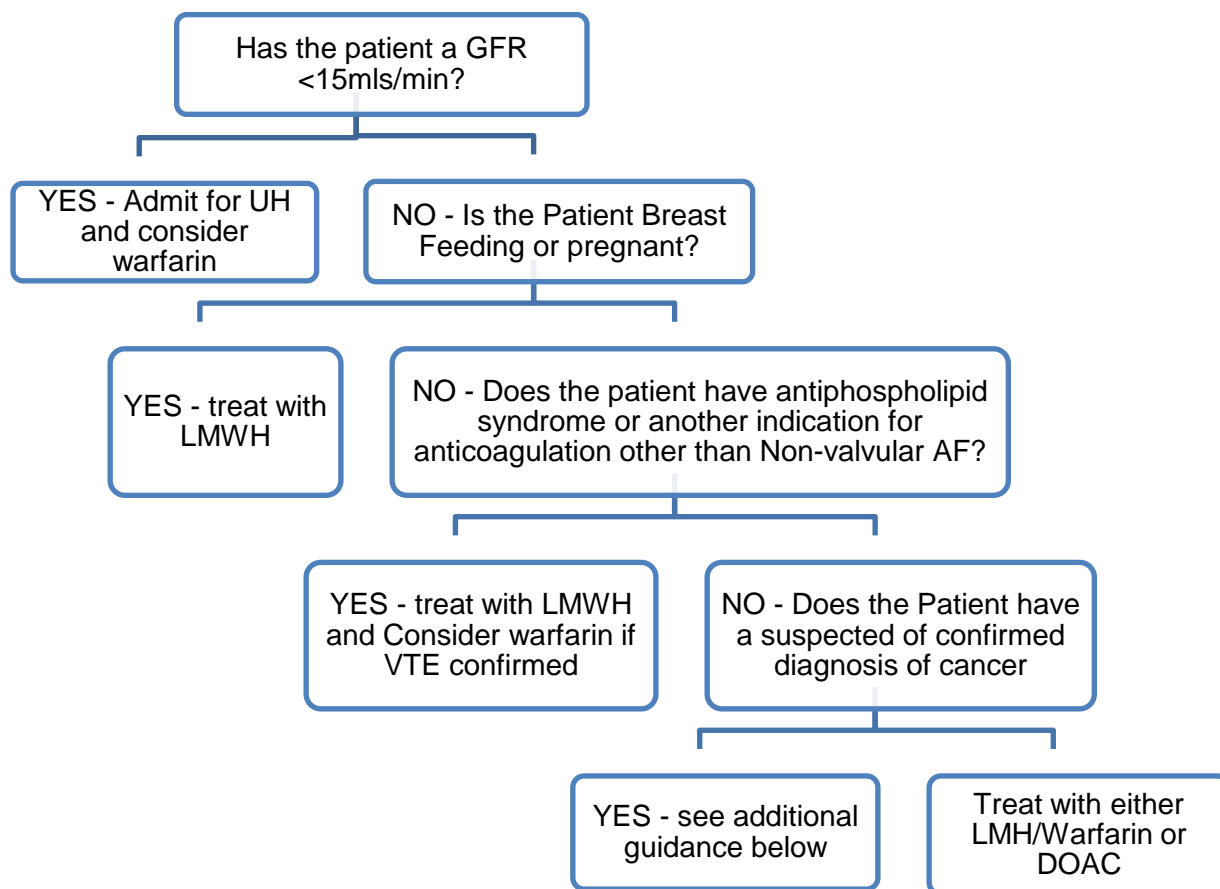 Has the patient a GFR
<15mls/min?
YES - Admit for UH
and consider
warfarin
NO - Is the Patient Breast
Feeding or pregnant?
YES - treat with
LMWH
NO - Does the patient have antiphospholipid
syndrome or another indication for
anticoagulation other than Non-valvular AF?
YES - treat with LMWH
and Consider warfarin if
VTE confirmed
NO - Does the Patient have
a suspected of confirmed
diagnosis of cancer
YES - see additional
guidance below
Treat with either
LMH/Warfarin or
DOAC